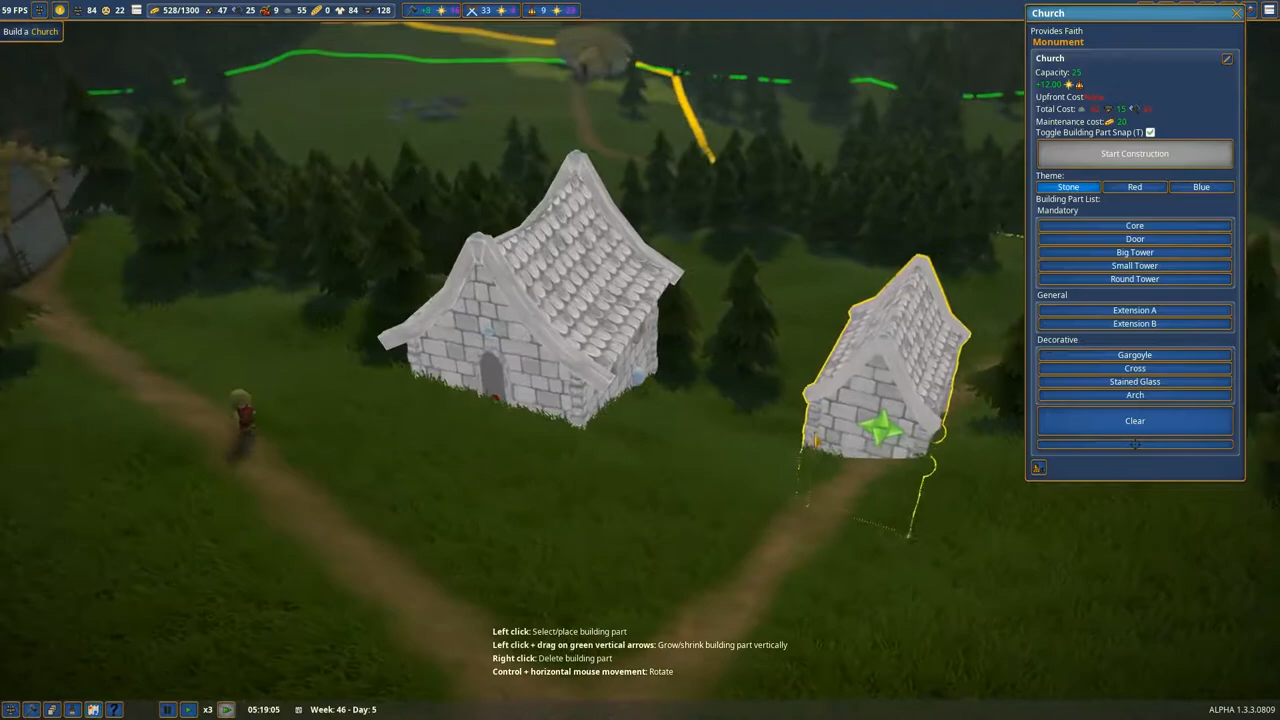 59 FPS
84
22
528/1300
47
25
9
55
0
84
128
+8
33
9
Build a Church
Church
Provides Faith
Monument
Church
Capacity: 25
+12.00
Upfront Cost
Total Cost:
15
Maintenance cost: 20
Toggle Building Part Snap (T)
Start Construction
Theme:
Stone
Red
Blue
Building Part List:
Mandatory
Core
Door
Big Tower
Small Tower
Round Tower
General
Extension A
Extension B
Decorative
Gargoyle
Cross
Stained Glass
Arch
Clear
Left click: Select/place building part
Left click + drag on green vertical arrows: Grow/shrink building part vertically
Right click: Delete building part
Control + horizontal mouse movement: Rotate
x3
05:19:05
Week: 46 - Day: 5
ALPHA 1.3.3.0809